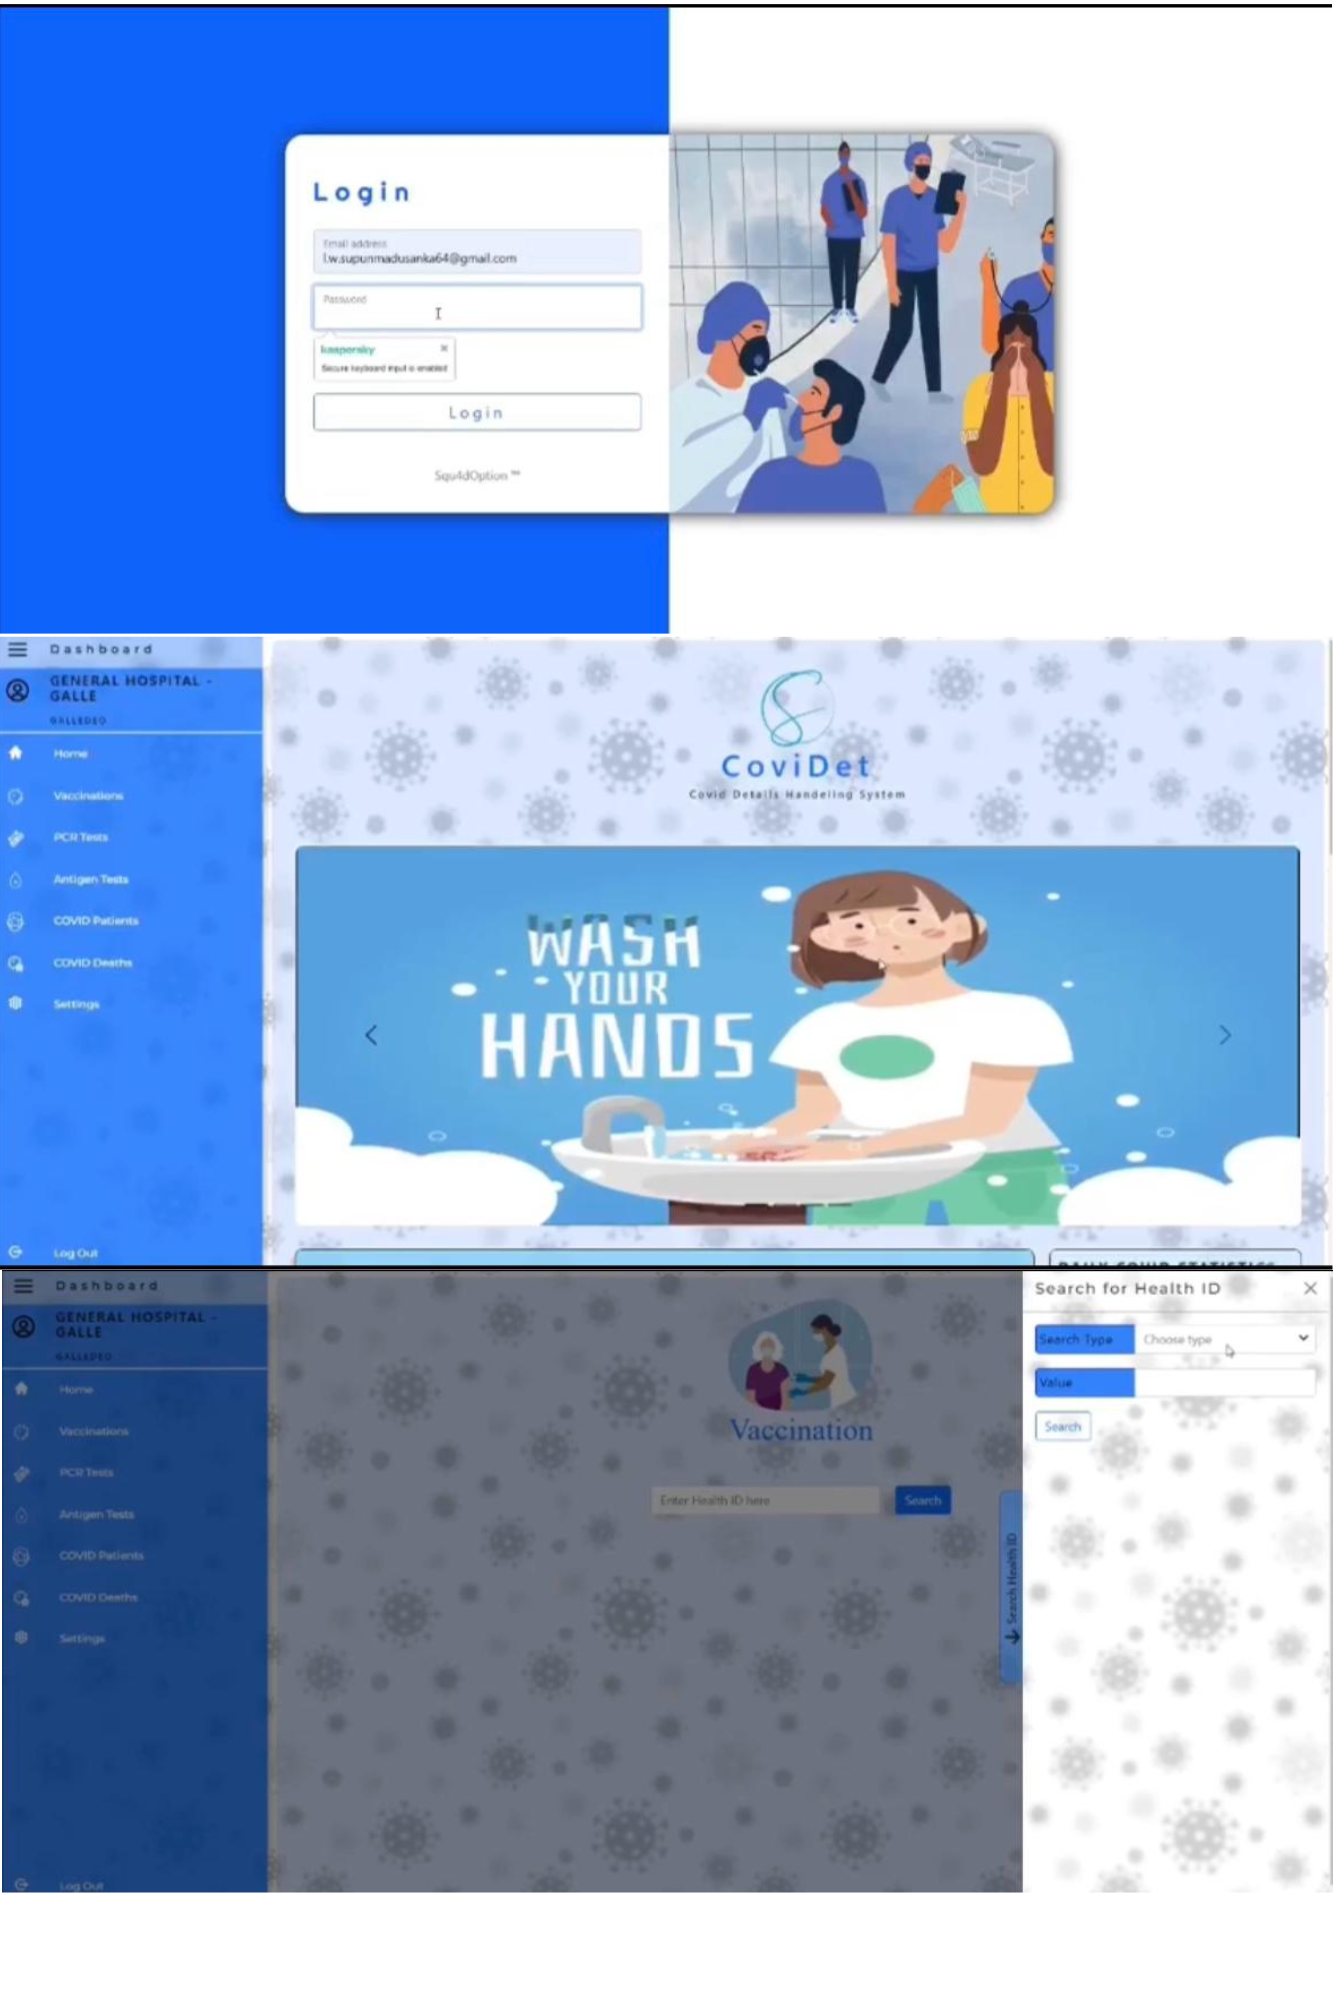 Login
Email address
l.w.supunmadusanka64@gmail.com
Password
kaspersky
Secure keyboard input is enabled
Login
Squ4dOption ™
Dashboard
GENERAL HOSPITAL -
GALLE
GALLEDEO
Home
Vaccinations
PCR Tests
Antigen Tests
COVID Patients
COVID Deaths
Settings
Log Out
CoviDet
Covid Details Handeling System
WASH
YOUR
HANDS
DAILY COVID STATISTICS
Dashboard
GENERAL HOSPITAL -
GALLE
GALLEDEO
Home
Vaccinations
PCR Tests
Antigen Tests
COVID Patients
COVID Deaths
Settings
Log Out
Vaccination
Enter Health ID here
Search
Search Health ID
Search for Health ID
Search Type
Choose type
Value
Search